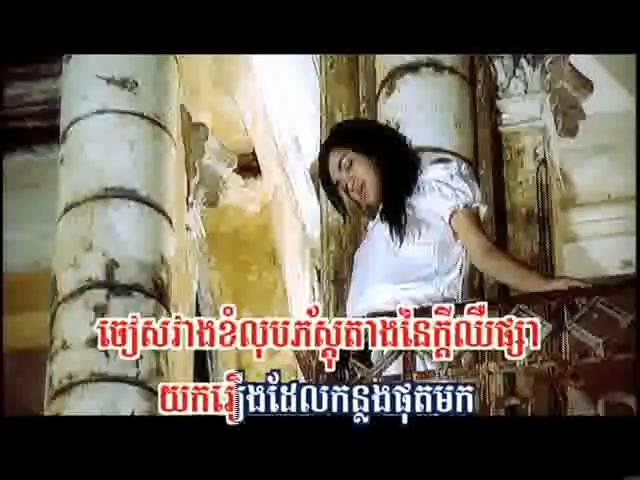 ចៀសវាងខំលុបភ័ស្តុតាងនៃក្តីឈឺផ្សា
យករឿងដែលកន្លងផុតមក